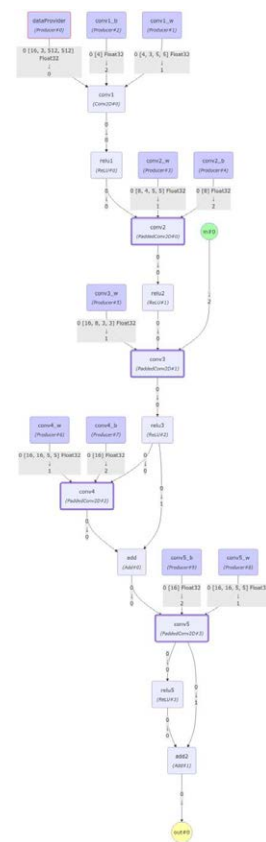 dataProvider
(Producer#0)
conv1_b
(Producer#2)
conv1_w
(Producer#1)
0 [16, 3, 512, 512] Float32
↓
0
0 [4] Float32
↓
2
0 [4, 3, 5, 5] Float32
↓
1
conv1
(Conv2D#0)
0
↓
0
relu1
(ReLU#0)
conv2_w
(Producer#3)
conv2_b
(Producer#4)
0
↓
0
0 [8, 4, 5, 5] Float32
↓
1
0 [8] Float32
↓
2
conv2
(PaddedConv2D#0)
in#0
0
↓
0
conv2_w
(Producer#5)
relu2
(ReLU#1)
0 [16, 8, 3, 3] Float32
↓
1
0
↓
0
↓
2
conv3
(PaddedConv2D#1)
0
↓
0
conv4_w
(Producer#6)
conv4_b
(Producer#7)
relu3
(ReLU#2)
0 [16, 16, 5, 5] Float32
↓
1
0 [16] Float32
↓
2
0
↓
0
0
↓
1
conv4
(PaddedConv2D#2)
0
↓
0
add
(Add#0)
conv5_b
(Producer#9)
conv5_w
(Producer#8)
0
↓
0
0 [16] Float32
↓
2
0 [16, 16, 5, 5] Float32
↓
1
conv5
(PaddedConv2D#3)
0
↓
0
0
↓
1
relu5
(ReLU#3)
0
↓
0
add2
(Add#1)
0
↓
out#0